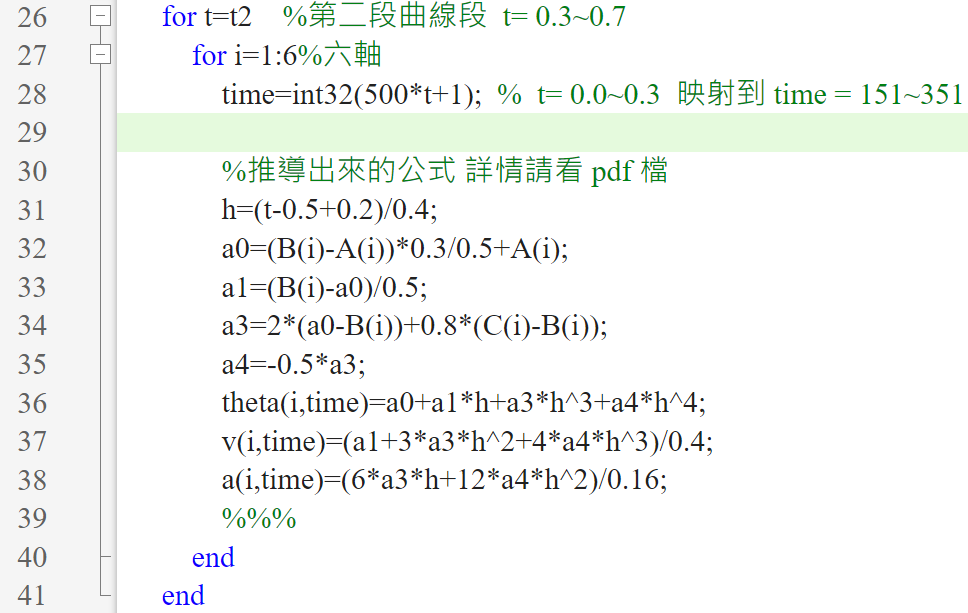 26 for t=t2 %第二段曲線段 t= 0.3~0.7
27 for i=1:6%六軸
28 time=int32(500*t+1); % t= 0.0~0.3 映射到 time = 151~351
29
30 %推導出來的公式 詳情請看 pdf 檔
31 h=(t-0.5+0.2)/0.4;
32 a0=(B(i)-A(i))*0.3/0.5+A(i);
33 a1=(B(i)-a0)/0.5;
34 a3=2*(a0-B(i))+0.8*(C(i)-B(i));
35 a4=-0.5*a3;
36 theta(i,time)=a0+a1*h+a3*h^3+a4*h^4;
37 v(i,time)=(a1+3*a3*h^2+4*a4*h^3)/0.4;
38 a(i,time)=(6*a3*h+12*a4*h^2)/0.16;
39 %%%
40 end
41 end